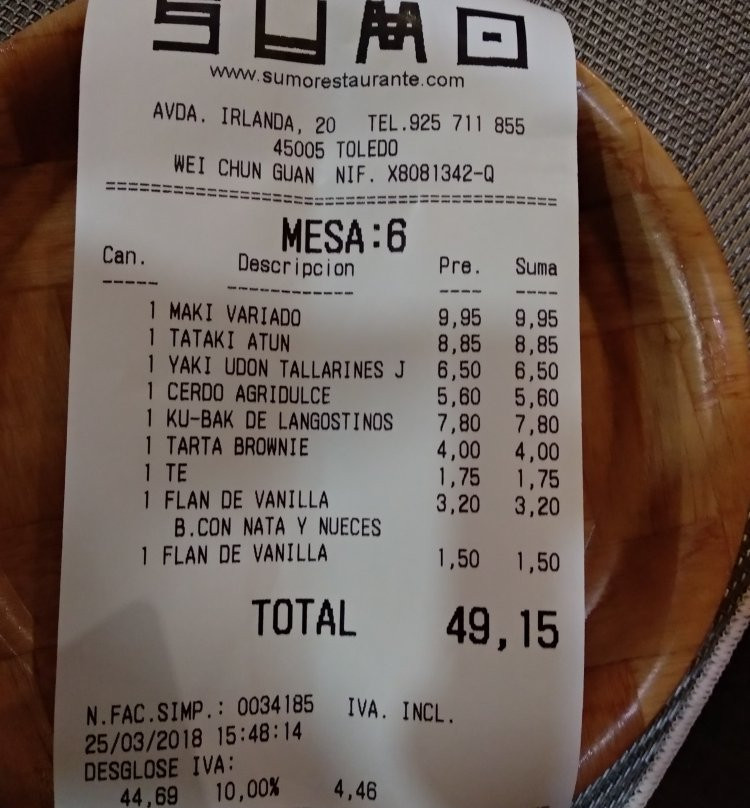 SUMO
www.sumorestaurante.com
AVDA. IRLANDA, 20 TEL.925 711 855
45005 TOLEDO
WEI CHUN GUAN NIF. X8081342-Q
==================================================
MESA:6
Can. Descripcion Pre. Suma
----- ------------ ---- ----
1 MAKI VARIADO 9,95 9,95
1 TATAKI ATUN 8,85 8,85
1 YAKI UDON TALLARINES J 6,50 6,50
1 CERDO AGRIDULCE 5,60 5,60
1 KU-BAK DE LANGOSTINOS 7,80 7,80
1 TARTA BROWNIE 4,00 4,00
1 TE 1,75 1,75
1 FLAN DE VANILLA 3,20 3,20
B.CON NATA Y NUECES
1 FLAN DE VANILLA 1,50 1,50
TOTAL 49,15
N.FAC.SIMP.: 0034185 IVA. INCL.
25/03/2018 15:48:14
DESGLOSE IVA:
44,69 10,00% 4,46